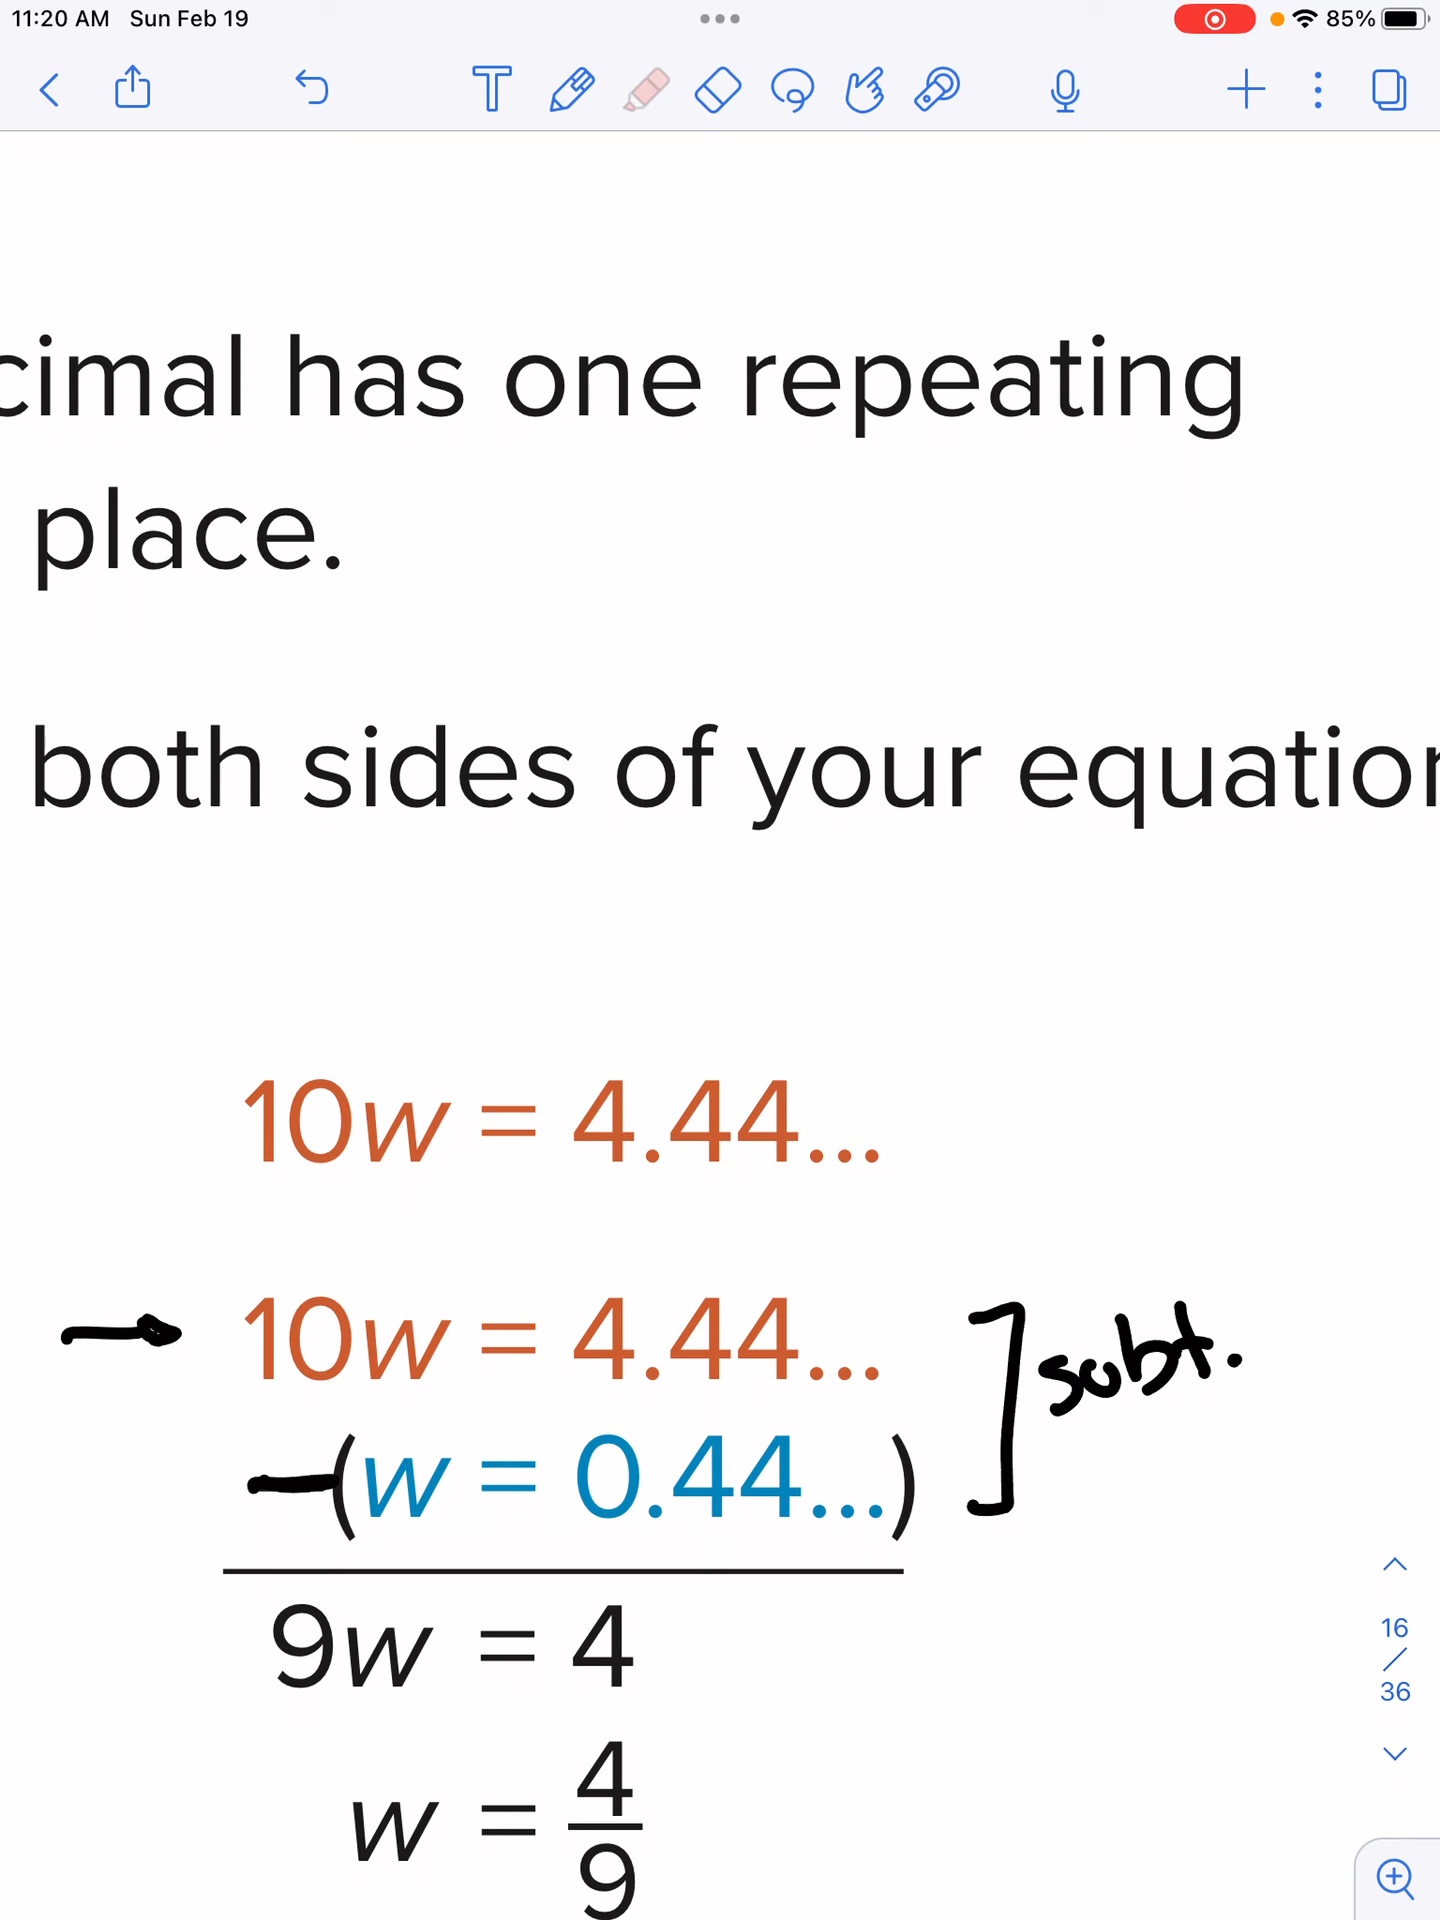 11:20 AM Sun Feb 19
85%
cimal has one repeating
place.
both sides of your equation
10w = 4.44...
→ 10w = 4.44...
subt.
−(w = 0.44...)
9w = 4
w = 4/9
16
/
36